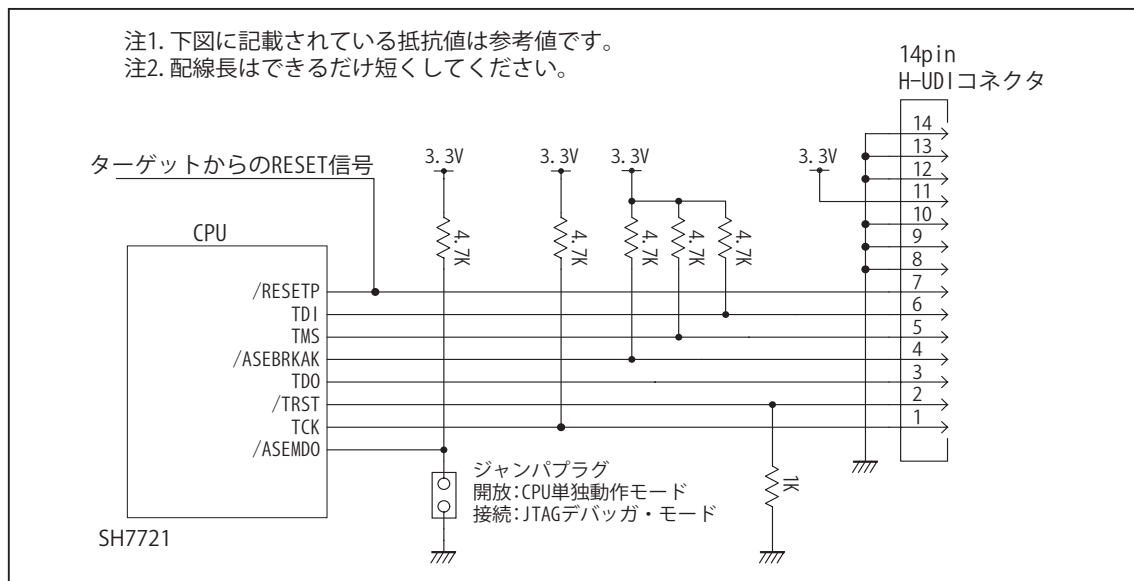 注1. 下図に記載されている抵抗値は参考値です。
注2. 配線長はできるだけ短くしてください。
14pin
H-UDIコネクタ
ターゲットからのRESET信号
3.3V
3.3V
3.3V
3.3V
4.7K
4.7K
4.7K
4.7K
4.7K
CPU
/RESETP
TDI
TMS
/ASEBRKAK
TDO
/TRST
TCK
/ASEMDO
14
13
12
11
10
9
8
7
6
5
4
3
2
1
ジャンパプラグ
開放:CPU単独動作モード
接続:JTAGデバッガ・モード
1K
SH7721